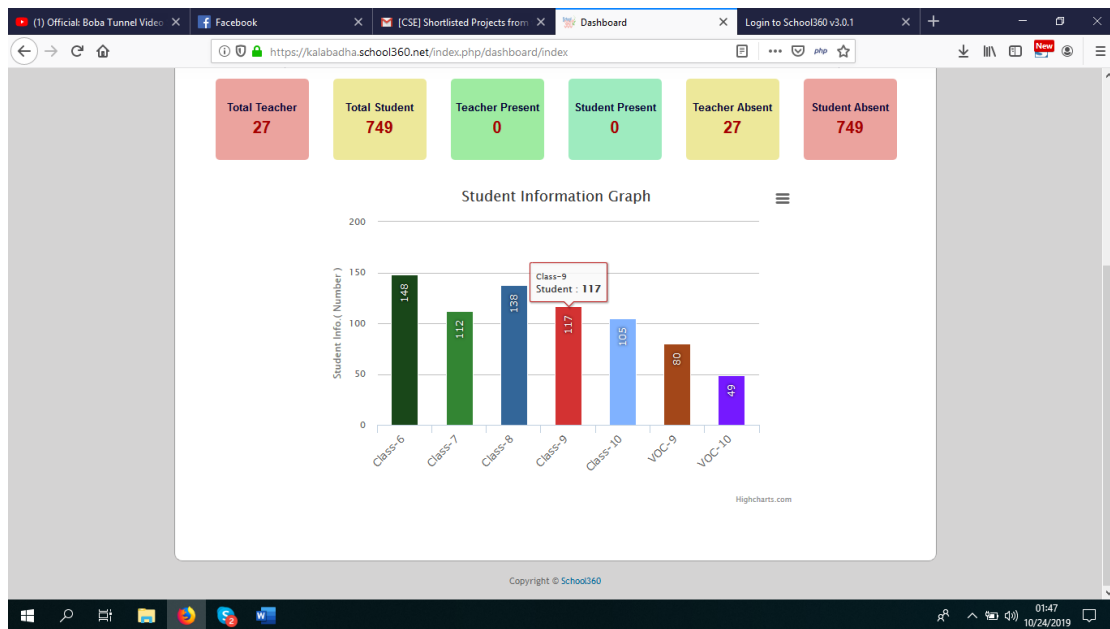 (1) Official: Boba Tunnel Video
Facebook
[CSE] Shortlisted Projects from
Dashboard
Login to School360 v3.0.1
https://kalabadha.school360.net/index.php/dashboard/index
php
New
Total Teacher
27
Total Student
749
Teacher Present
0
Student Present
0
Teacher Absent
27
Student Absent
749
Student Information Graph
Student Info.( Number )
200
150
100
50
0
148
112
138
117
105
80
49
Class-9
Student : 117
Class-6
Class-7
Class-8
Class-9
Class-10
VOC-9
VOC-10
Highcharts.com
Copyright © School360
2
01:47
10/24/2019